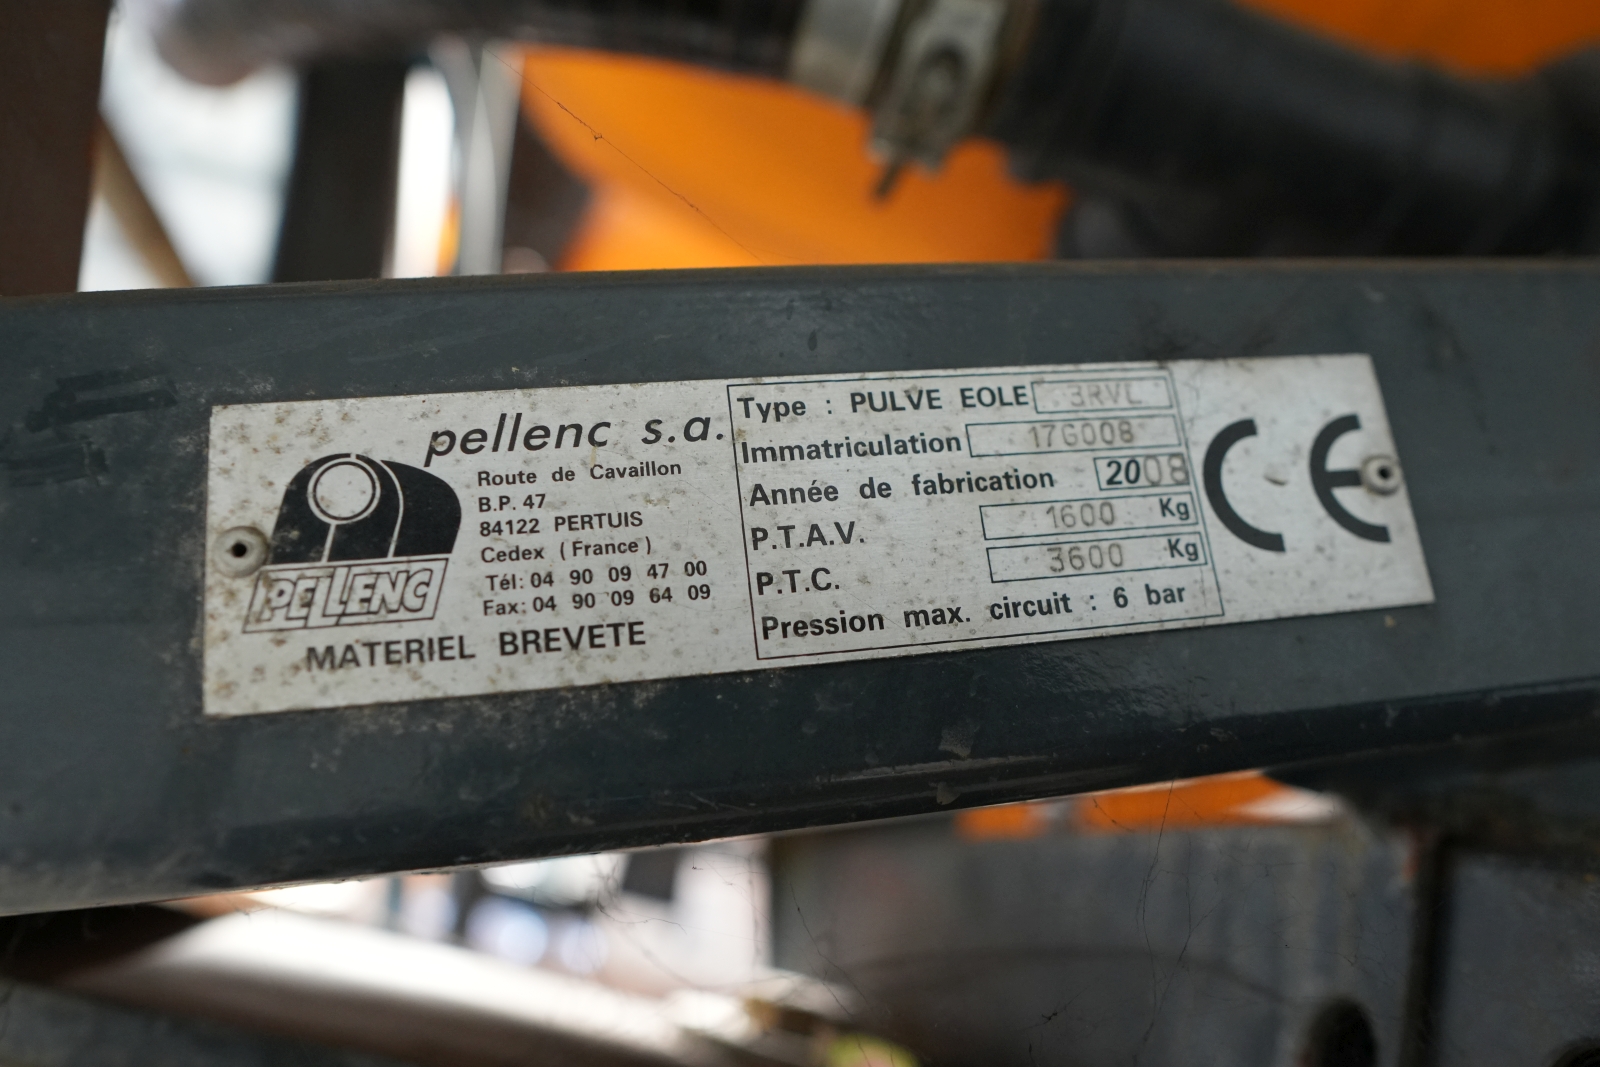 pellenc s.a.
Route de Cavaillon
B.P. 47
84122 PERTUIS
Cedex (France)
Tél: 04 90 09 47 00
Fax: 04 90 09 64 09
PELLENC
MATERIEL BREVETE
Type : PULVE EOLE 3RVL
Immatriculation 17G008
Année de fabrication 2008
P.T.A.V. 1600 Kg
P.T.C. 3600 Kg
Pression max. circuit : 6 bar
CE